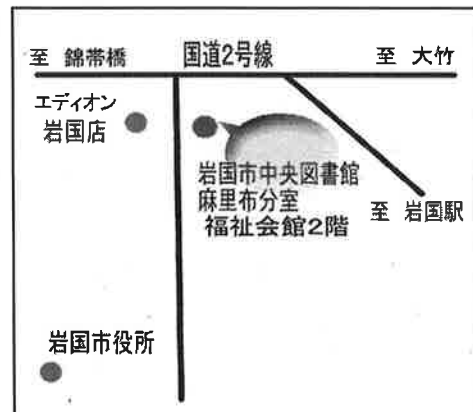 至 錦帯橋
国道2号線
至 大竹
エディオン
岩国店
岩国市中央図書館
麻里布分室
福祉会館2階
至 岩国駅
岩国市役所